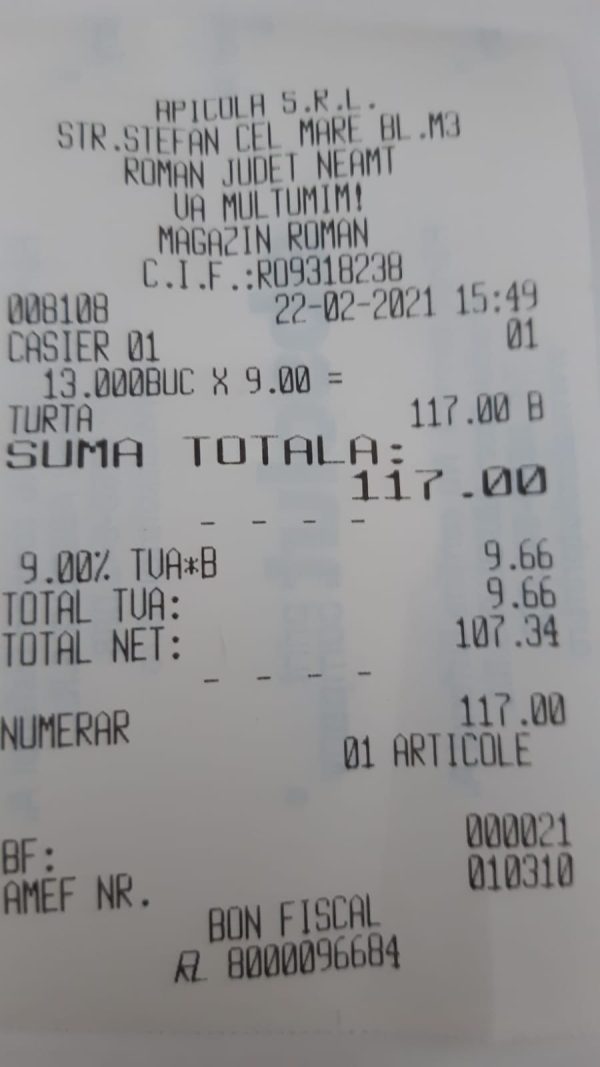 APICOLA S.R.L.
STR.STEFAN CEL MARE BL.M3
ROMAN JUDET NEAMT
VA MULTUMIM!
MAGAZIN ROMAN
C.I.F.:RO9318238
008108 22-02-2021 15:49
CASIER 01 01
13.000BUC X 9.00 =
TURTA 117.00 B
SUMA TOTALA:
117.00
- - - -
9.00% TVA*B 9.66
TOTAL TVA: 9.66
TOTAL NET: 107.34
- - - -
NUMERAR 117.00
01 ARTICOLE
BF: 000021
AMEF NR. 010310
BON FISCAL
8000096684